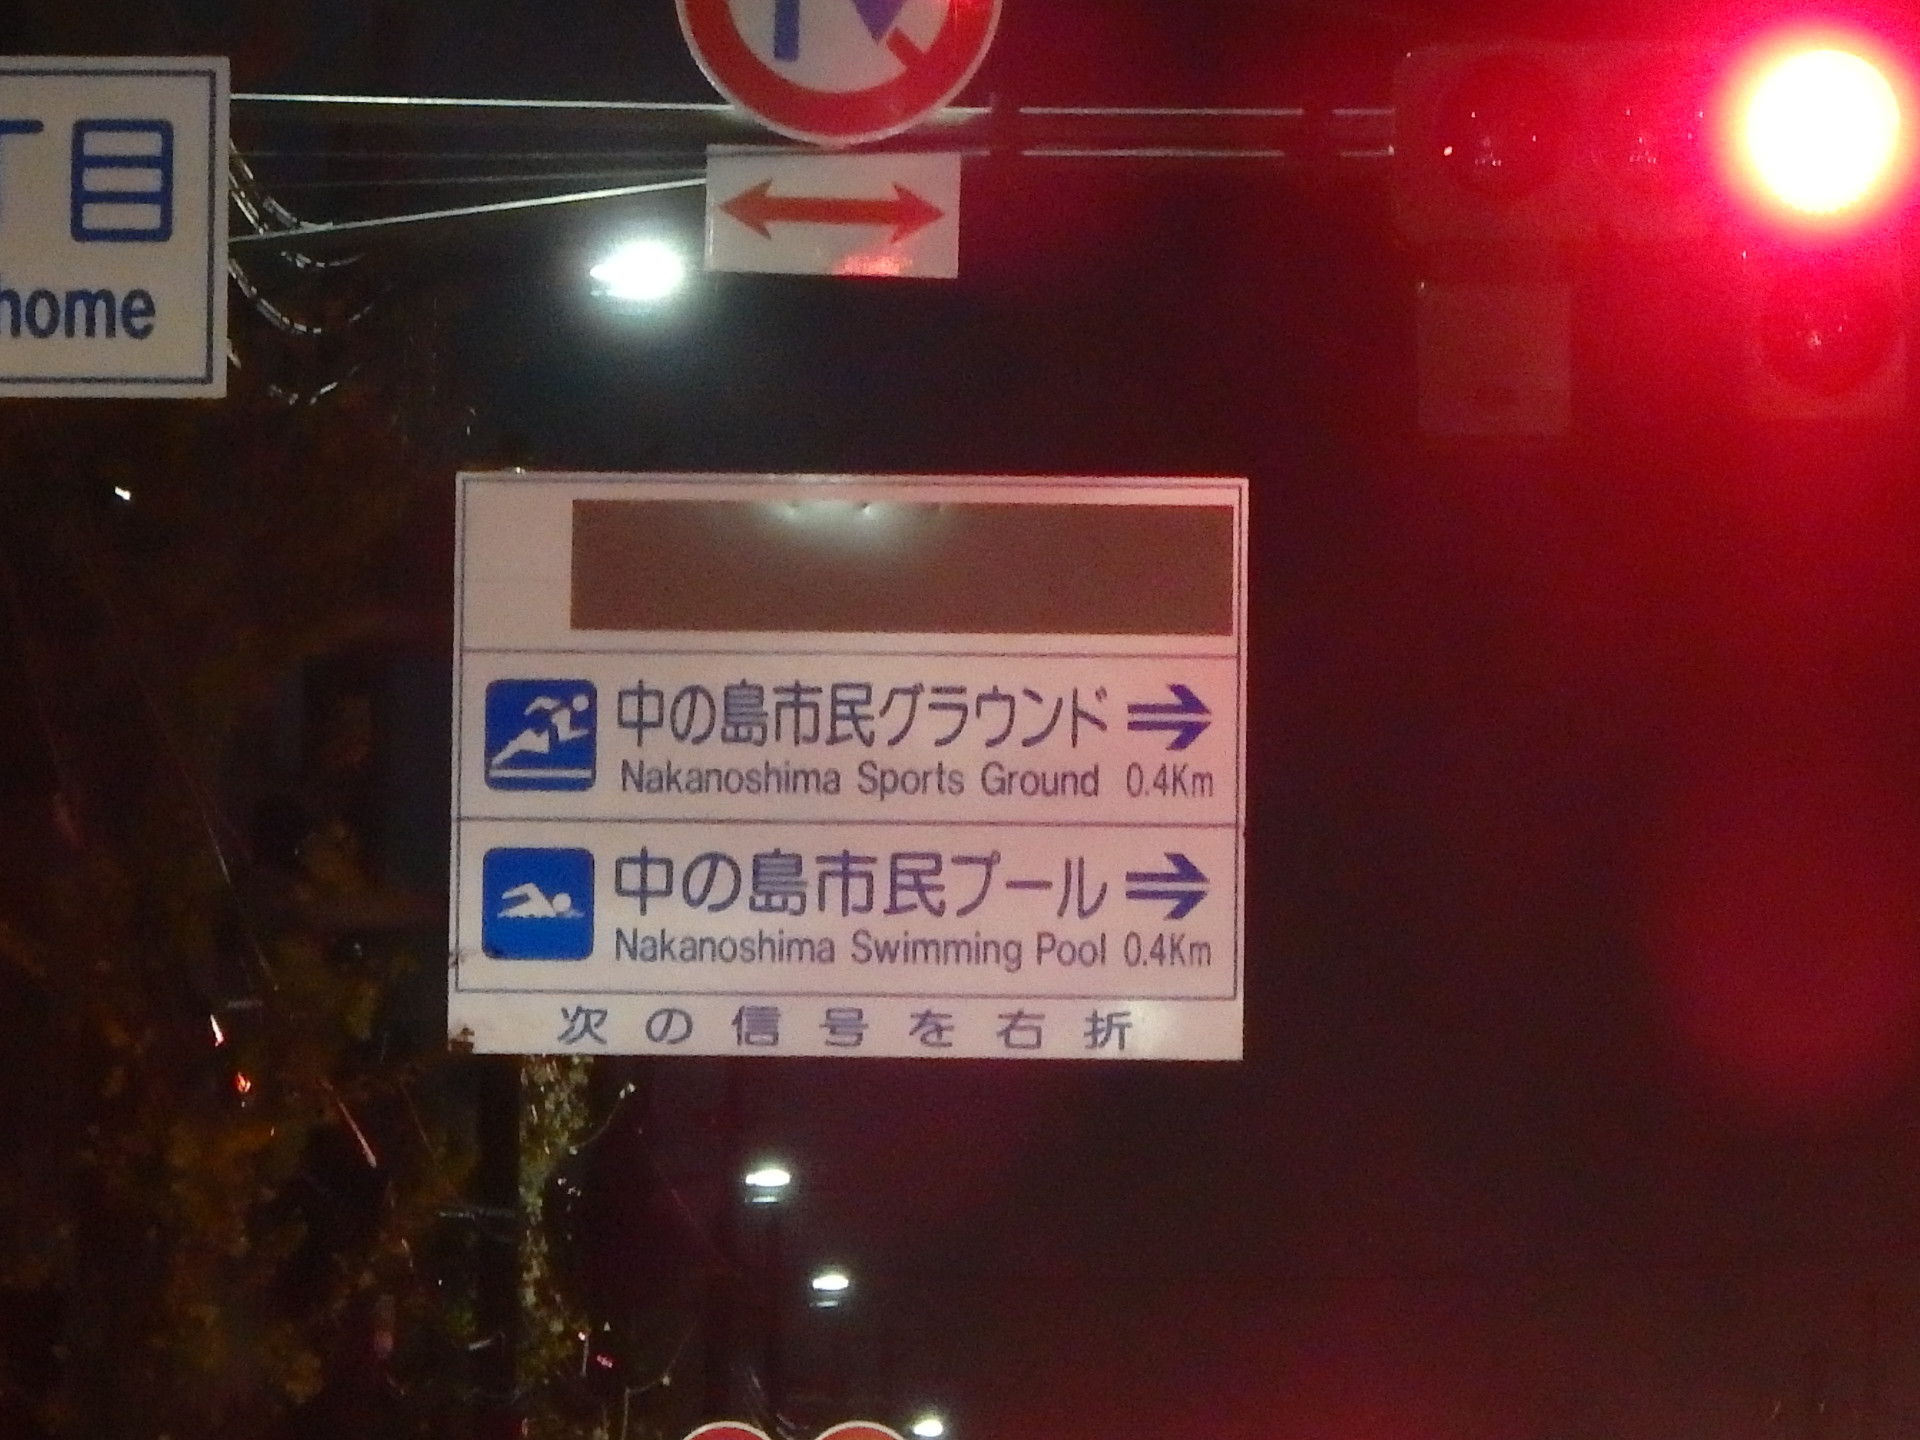 丁目
home
中の島市民グラウンド
Nakanoshima Sports Ground 0.4Km
中の島市民プール
Nakanoshima Swimming Pool 0.4Km
次の信号を右折